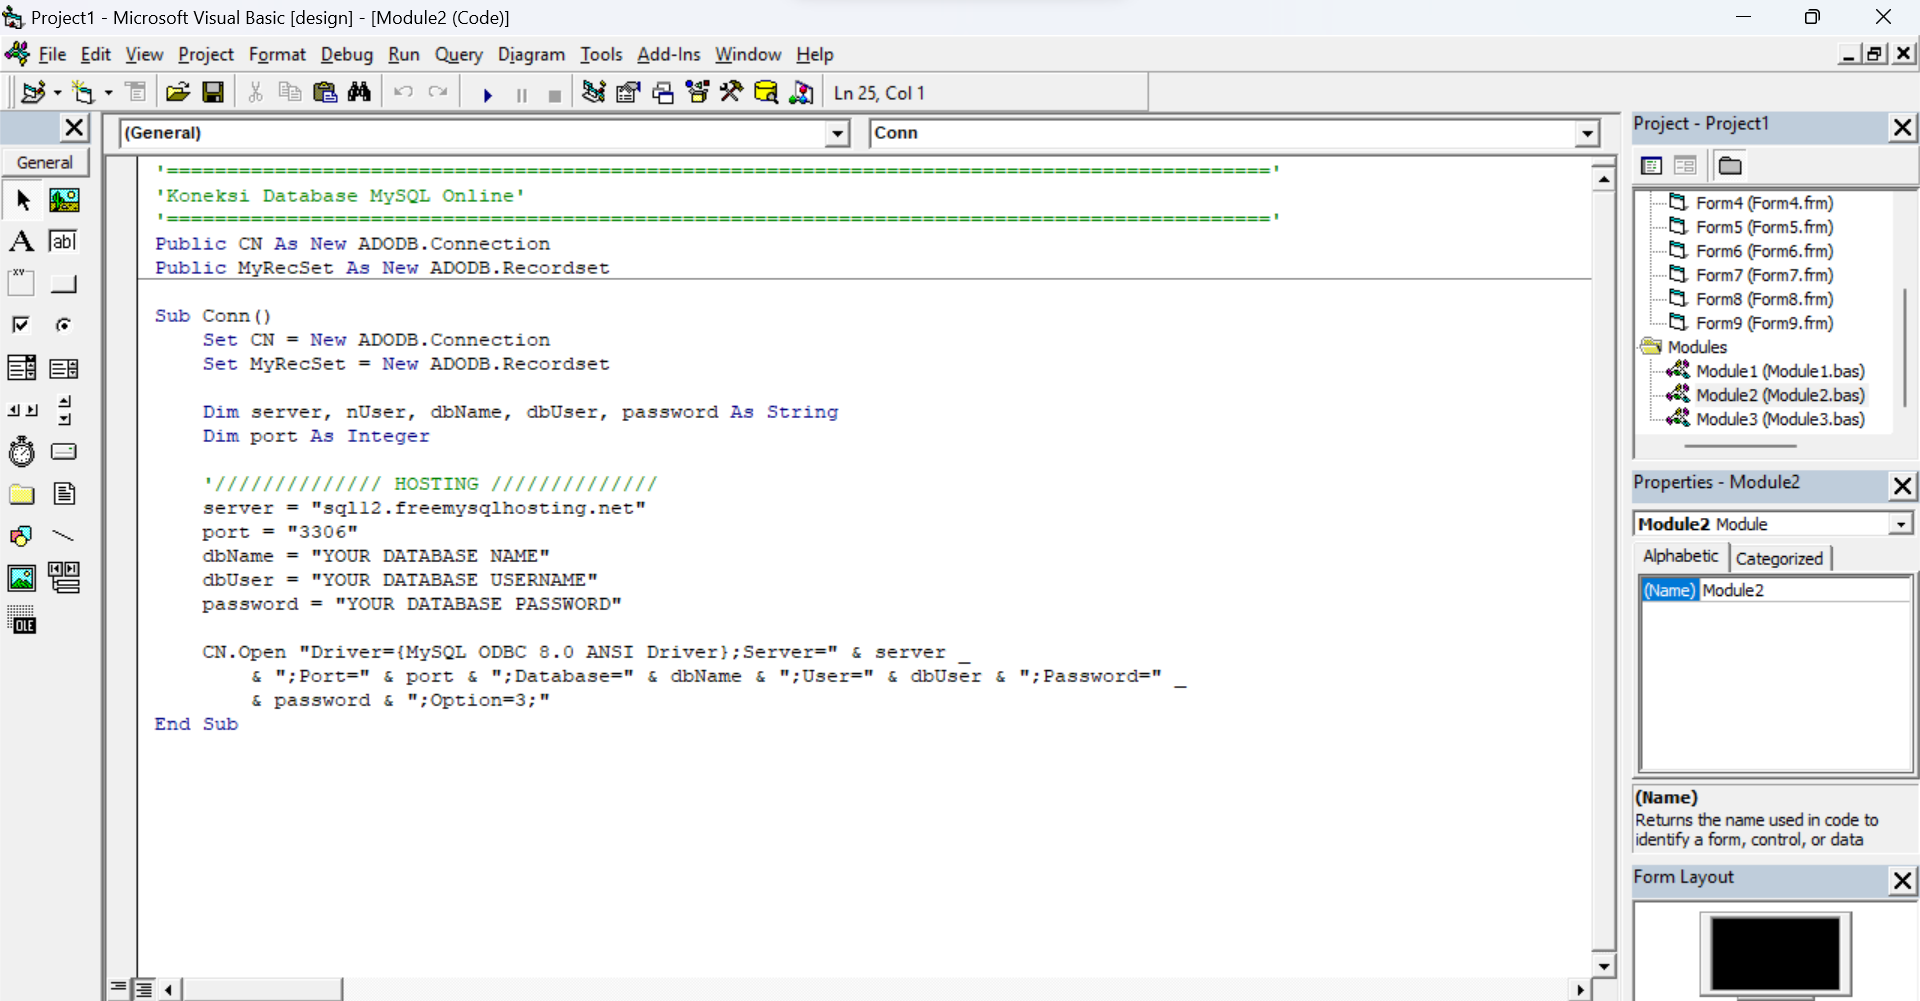 Project1 - Microsoft Visual Basic [design] - [Module2 (Code)]
File Edit View Project Format Debug Run Query Diagram Tools Add-Ins Window Help
Ln 25, Col 1
General
A
ab
XY
OLE
(General)
Conn
'============================================================================================='
'Koneksi Database MySQL Online'
'============================================================================================='
Public CN As New ADODB.Connection
Public MyRecSet As New ADODB.Recordset
Sub Conn()
Set CN = New ADODB.Connection
Set MyRecSet = New ADODB.Recordset
Dim server, nUser, dbName, dbUser, password As String
Dim port As Integer
'////////////// HOSTING //////////////
server = "sql12.freemysqlhosting.net"
port = "3306"
dbName = "YOUR DATABASE NAME"
dbUser = "YOUR DATABASE USERNAME"
password = "YOUR DATABASE PASSWORD"
CN.Open "Driver={MySQL ODBC 8.0 ANSI Driver};Server=" & server _
& ";Port=" & port & ";Database=" & dbName & ";User=" & dbUser & ";Password=" _
& password & ";Option=3;"
End Sub
Project - Project1
Form4 (Form4.frm)
Form5 (Form5.frm)
Form6 (Form6.frm)
Form7 (Form7.frm)
Form8 (Form8.frm)
Form9 (Form9.frm)
Modules
Module1 (Module1.bas)
Module2 (Module2.bas)
Module3 (Module3.bas)
Properties - Module2
Module2 Module
Alphabetic Categorized
(Name) Module2
(Name)
Returns the name used in code to
identify a form, control, or data
Form Layout